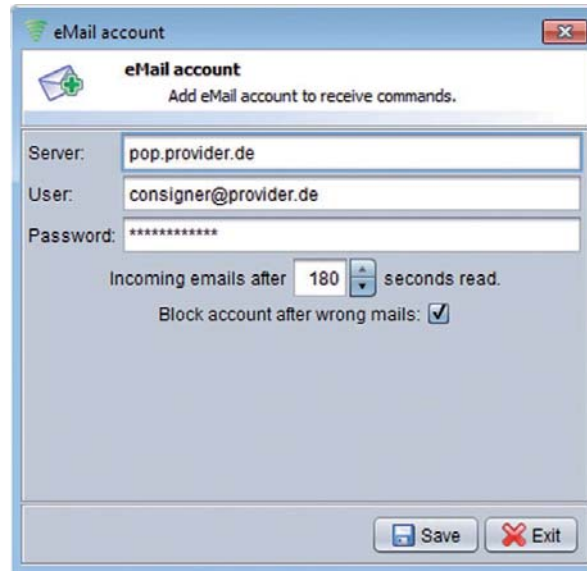 eMail account
eMail account
Add eMail account to receive commands.
Server: pop.provider.de
User: consigner@provider.de
Password: ************
Incoming emails after 180 seconds read.
Block account after wrong mails:
Save Exit